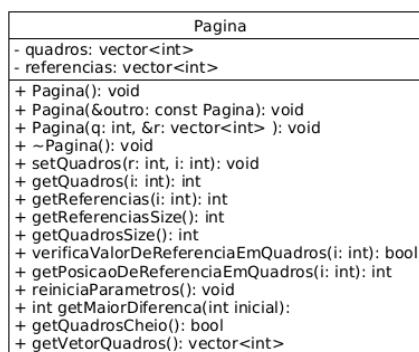 Pagina
- quadros: vector<int>
- referencias: vector<int>
+ Pagina(): void
+ Pagina(&outro: const Pagina): void
+ Pagina(q: int, &r: vector<int> ): void
+ ~Pagina(): void
+ setQuadros(r: int, i: int): void
+ getQuadros(i: int): int
+ getReferencias(i: int): int
+ getReferenciasSize(): int
+ getQuadrosSize(): int
+ verificaValorDeReferenciaEmQuadros(i: int): bool
+ getPosicaoDeReferenciaEmQuadros(i: int): int
+ reiniciaParametros(): void
+ int getMaiorDiferenca(int inicial):
+ getQuadrosCheio(): bool
+ getVetorQuadros(): vector<int>